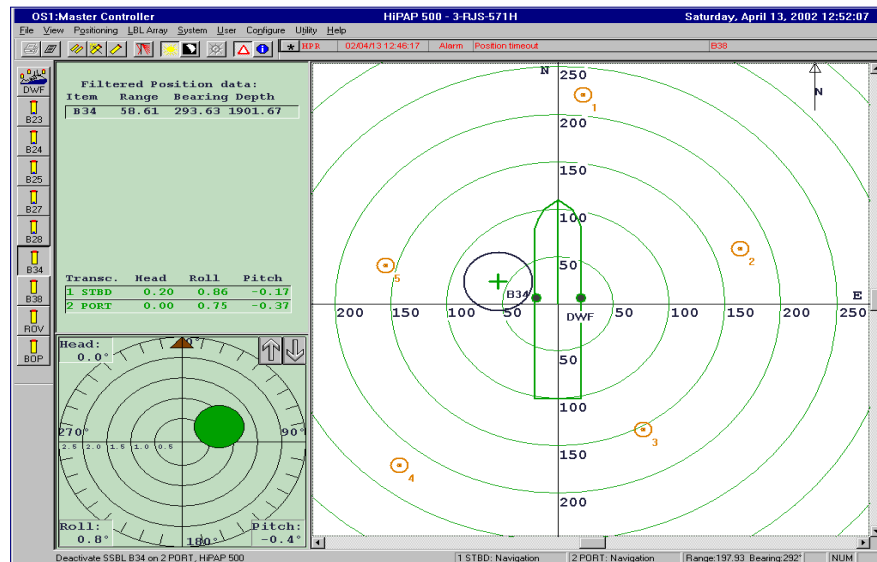 OS1:Master Controller HiPAP 500 - 3-RJS-571H Saturday, April 13, 2002 12:52:07
File View Positioning LBL Array System User Configure Utility Help
* HPR 02/04/13 12:46:17 Alarm Position timeout B38
DWF
B23
B24
B25
B27
B28
B34
B38
ROV
BOP
Filtered Position data:
Item Range Bearing Depth
B34 58.61 293.63 1901.67
Transc. Head Roll Pitch
1 STBD 0.20 0.86 -0.17
2 PORT 0.00 0.75 -0.37
Head:
0.0°
0°
270°
90°
2.5 2.0 1.5 1.0 0.5
Roll:
0.8°
180°
Pitch:
-0.4°
N 250
N
1
200
150
2
100
5
50
B34
E
200 150 100 50 DWF 50 100 150 200 250
50
100
3
150
4
200
Deactivate SSBL B34 on 2 PORT, HiPAP 500 1 STBD: Navigation 2 PORT: Navigation Range:197.93 Bearing:292° NUM